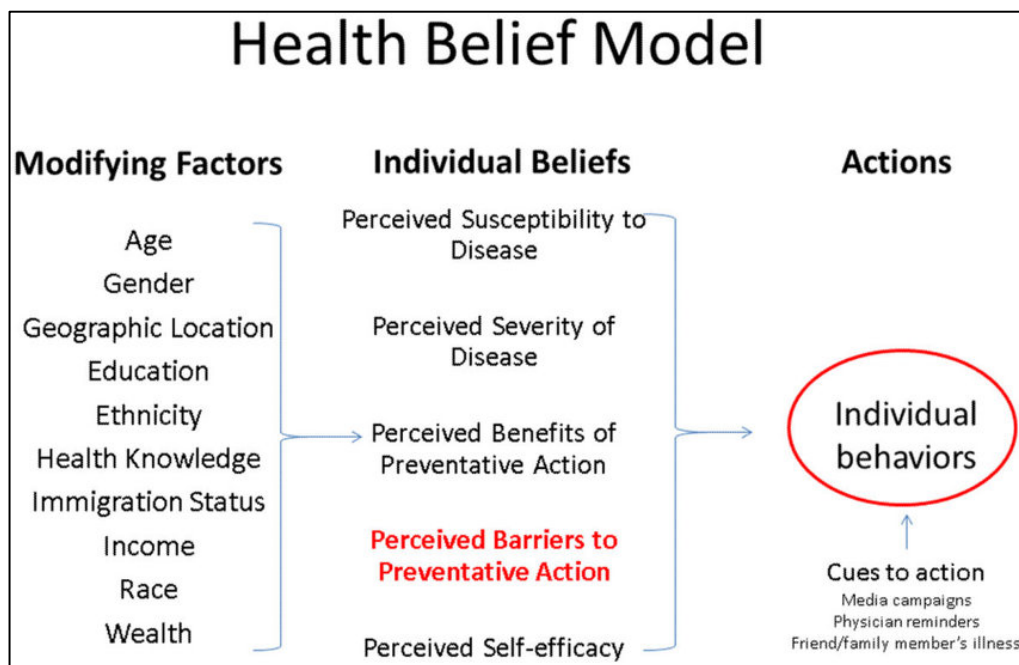 Health Belief Model
Modifying Factors
Age
Gender
Geographic Location
Education
Ethnicity
Health Knowledge
Immigration Status
Income
Race
Wealth
Individual Beliefs
Perceived Susceptibility to
Disease
Perceived Severity of
Disease
Perceived Benefits of
Preventative Action
Perceived Barriers to
Preventative Action
Perceived Self-efficacy
Actions
Individual
behaviors
Cues to action
Media campaigns
Physician reminders
Friend/family member's illness